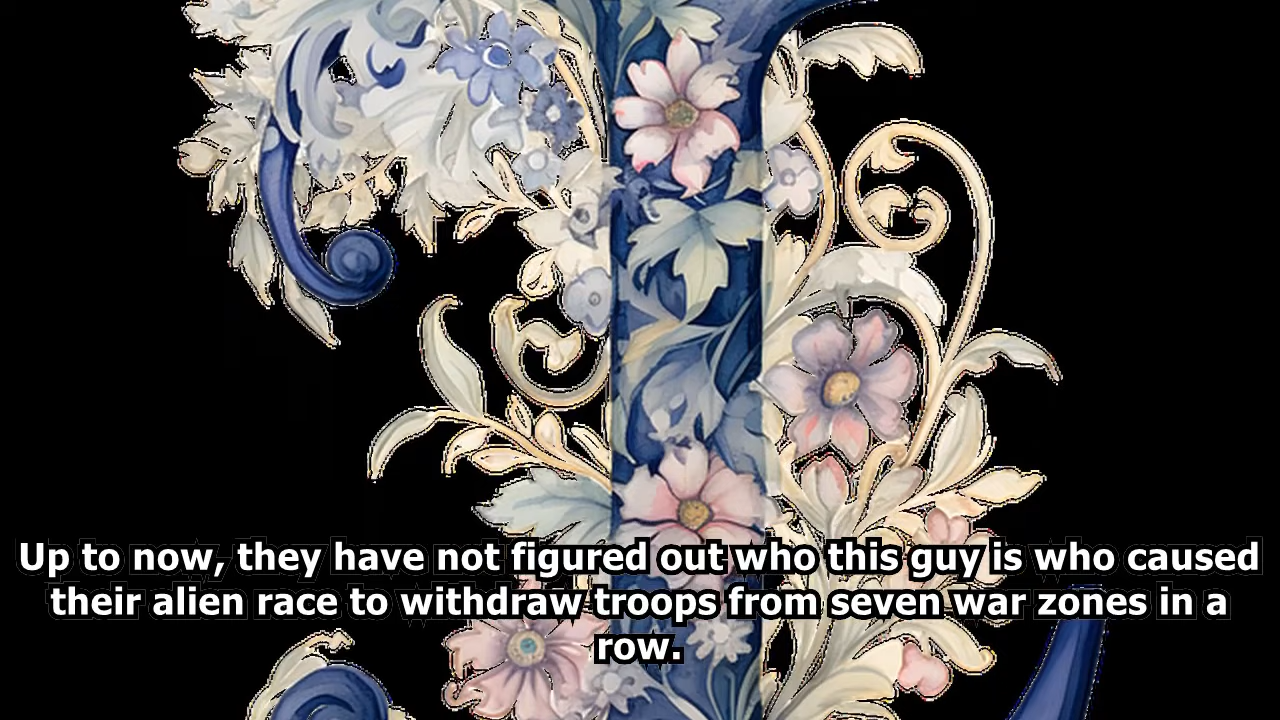 Up to now, they have not figured out who this guy is who caused
their alien race to withdraw troops from seven war zones in a
row.